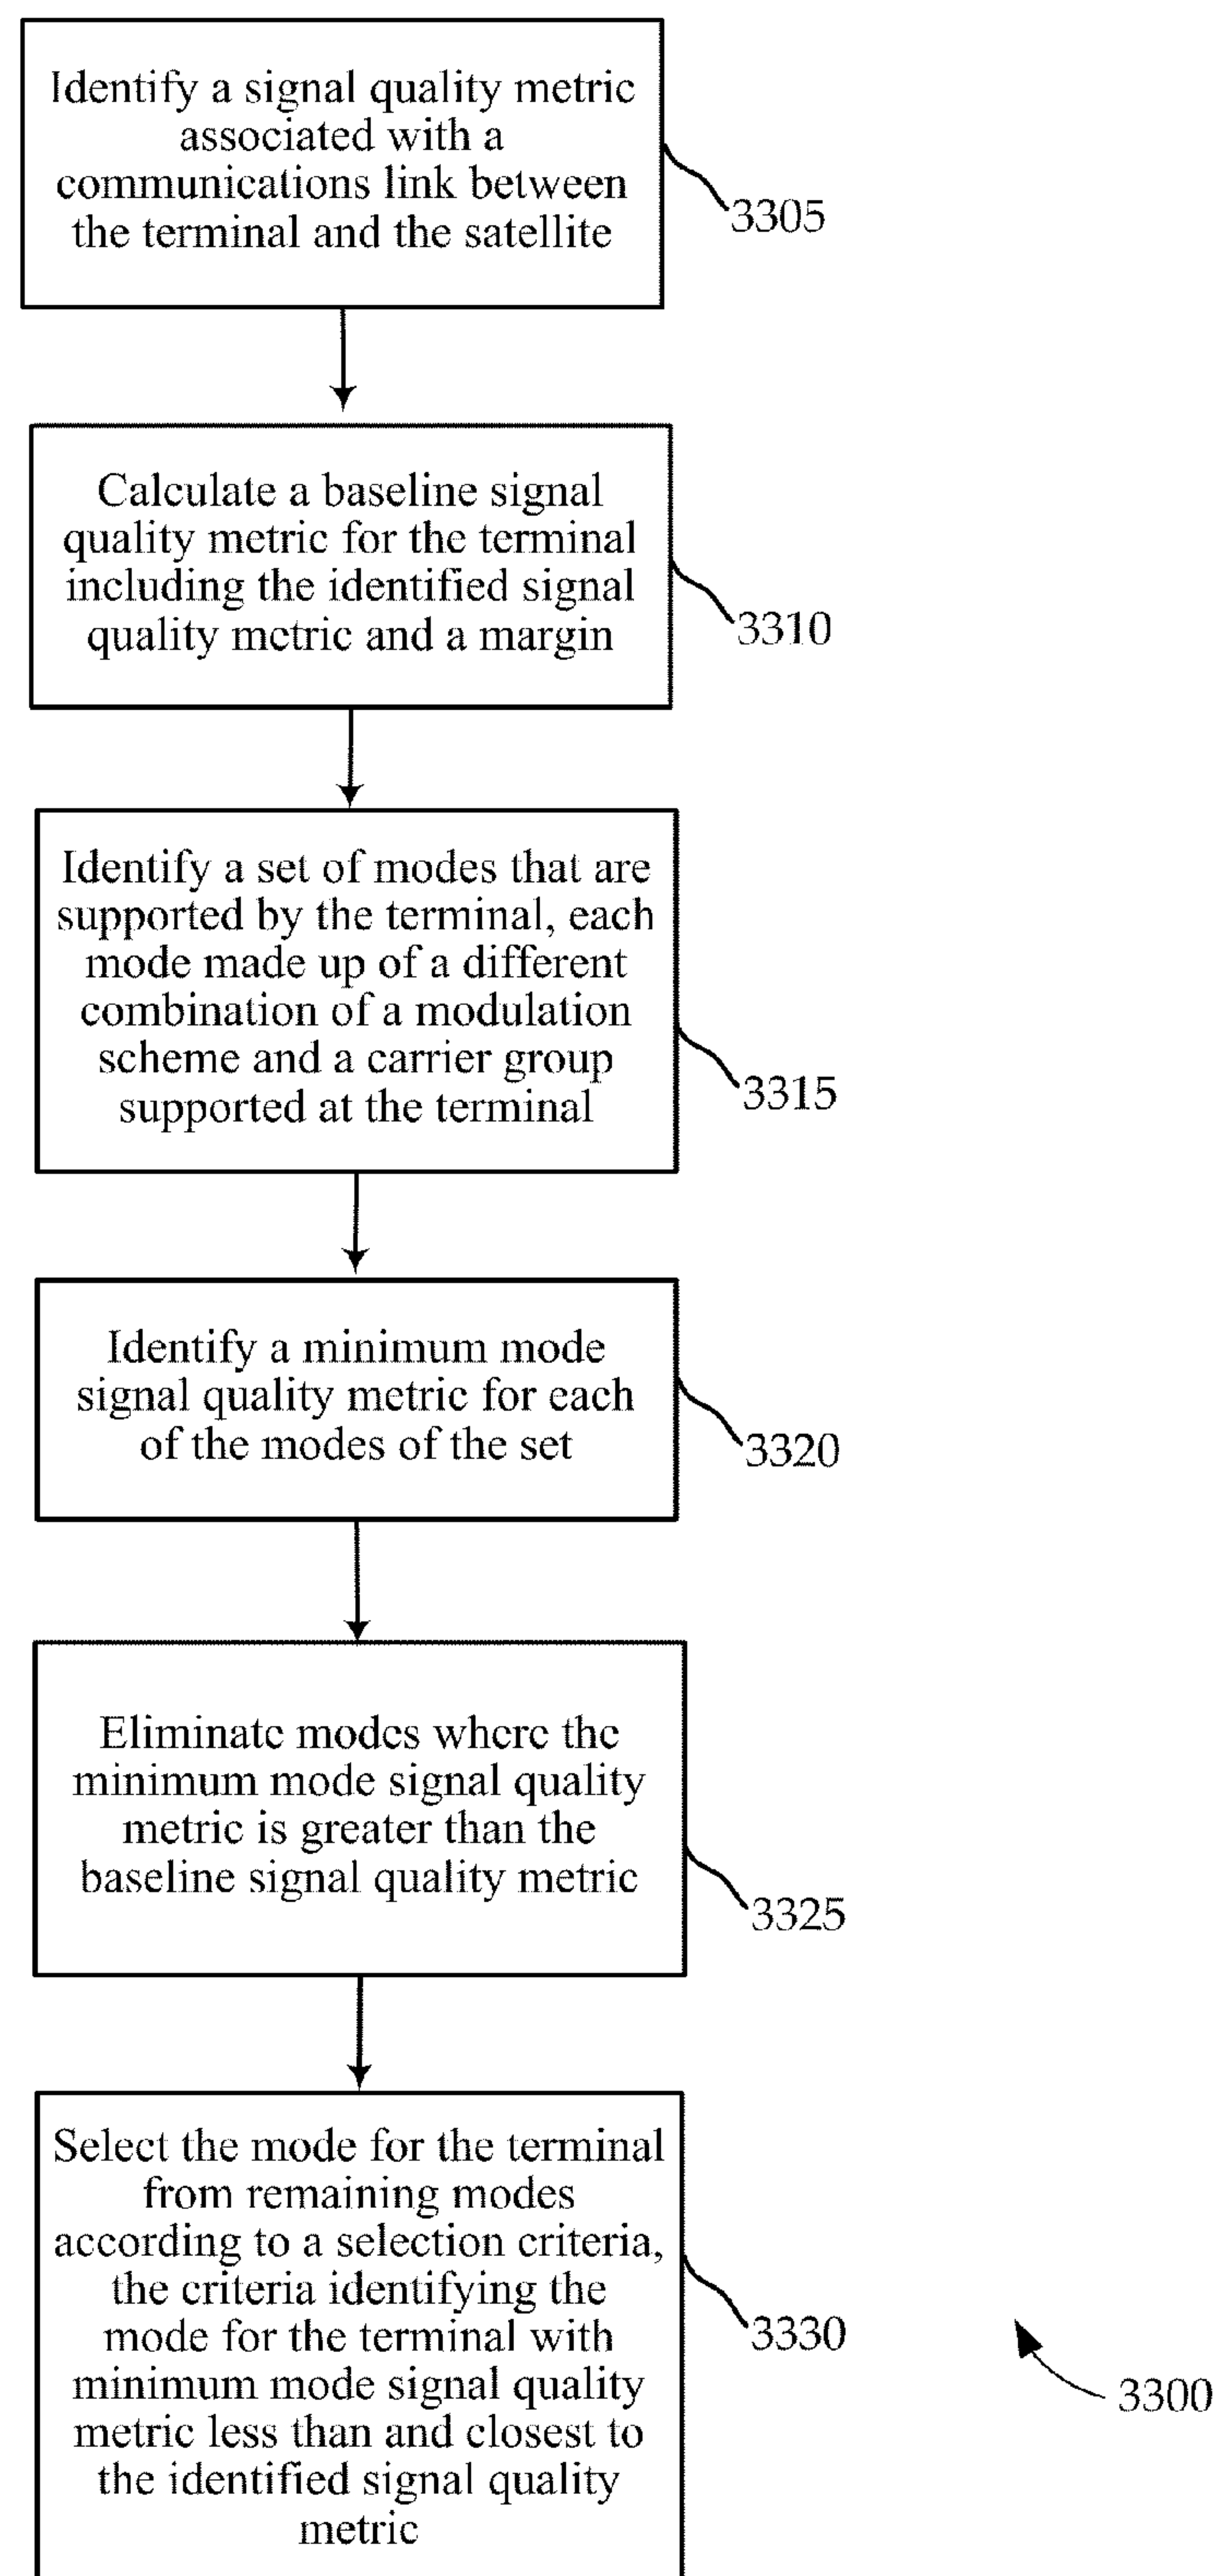 Identify a signal quality metric
associated with a
communications link between
the terminal and the satellite
3305
Calculate a baseline signal
quality metric for the terminal
including the identified signal
quality metric and a margin
3310
Identify a set of modes that are
supported by the terminal, each
mode made up of a different
combination of a modulation
scheme and a carrier group
supported at the terminal
3315
Identify a minimum mode
signal quality metric for each
of the modes of the set
3320
Eliminate modes where the
minimum mode signal quality
metric is greater than the
baseline signal quality metric
3325
Select the mode for the terminal
from remaining modes
according to a selection criteria,
the criteria identifying the
mode for the terminal with
minimum mode signal quality
metric less than and closest to
the identified signal quality
metric
3330
3300